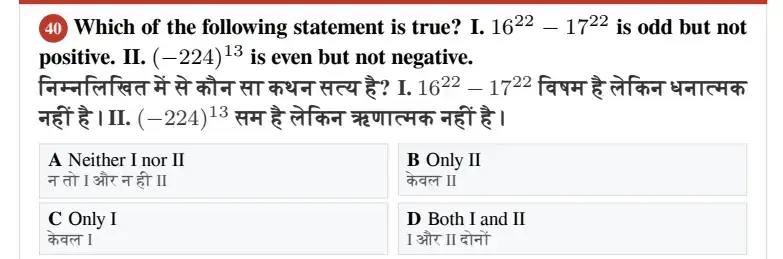 40 Which of the following statement is true? I. 16^22 − 17^22 is odd but not
positive. II. (−224)^13 is even but not negative.
निम्नलिखित में से कौन सा कथन सत्य है? I. 16^22 − 17^22 विषम है लेकिन धनात्मक
नहीं है। II. (−224)^13 सम है लेकिन ऋणात्मक नहीं है।
A Neither I nor II
न तो I और न ही II
B Only II
केवल II
C Only I
केवल I
D Both I and II
I और II दोनों